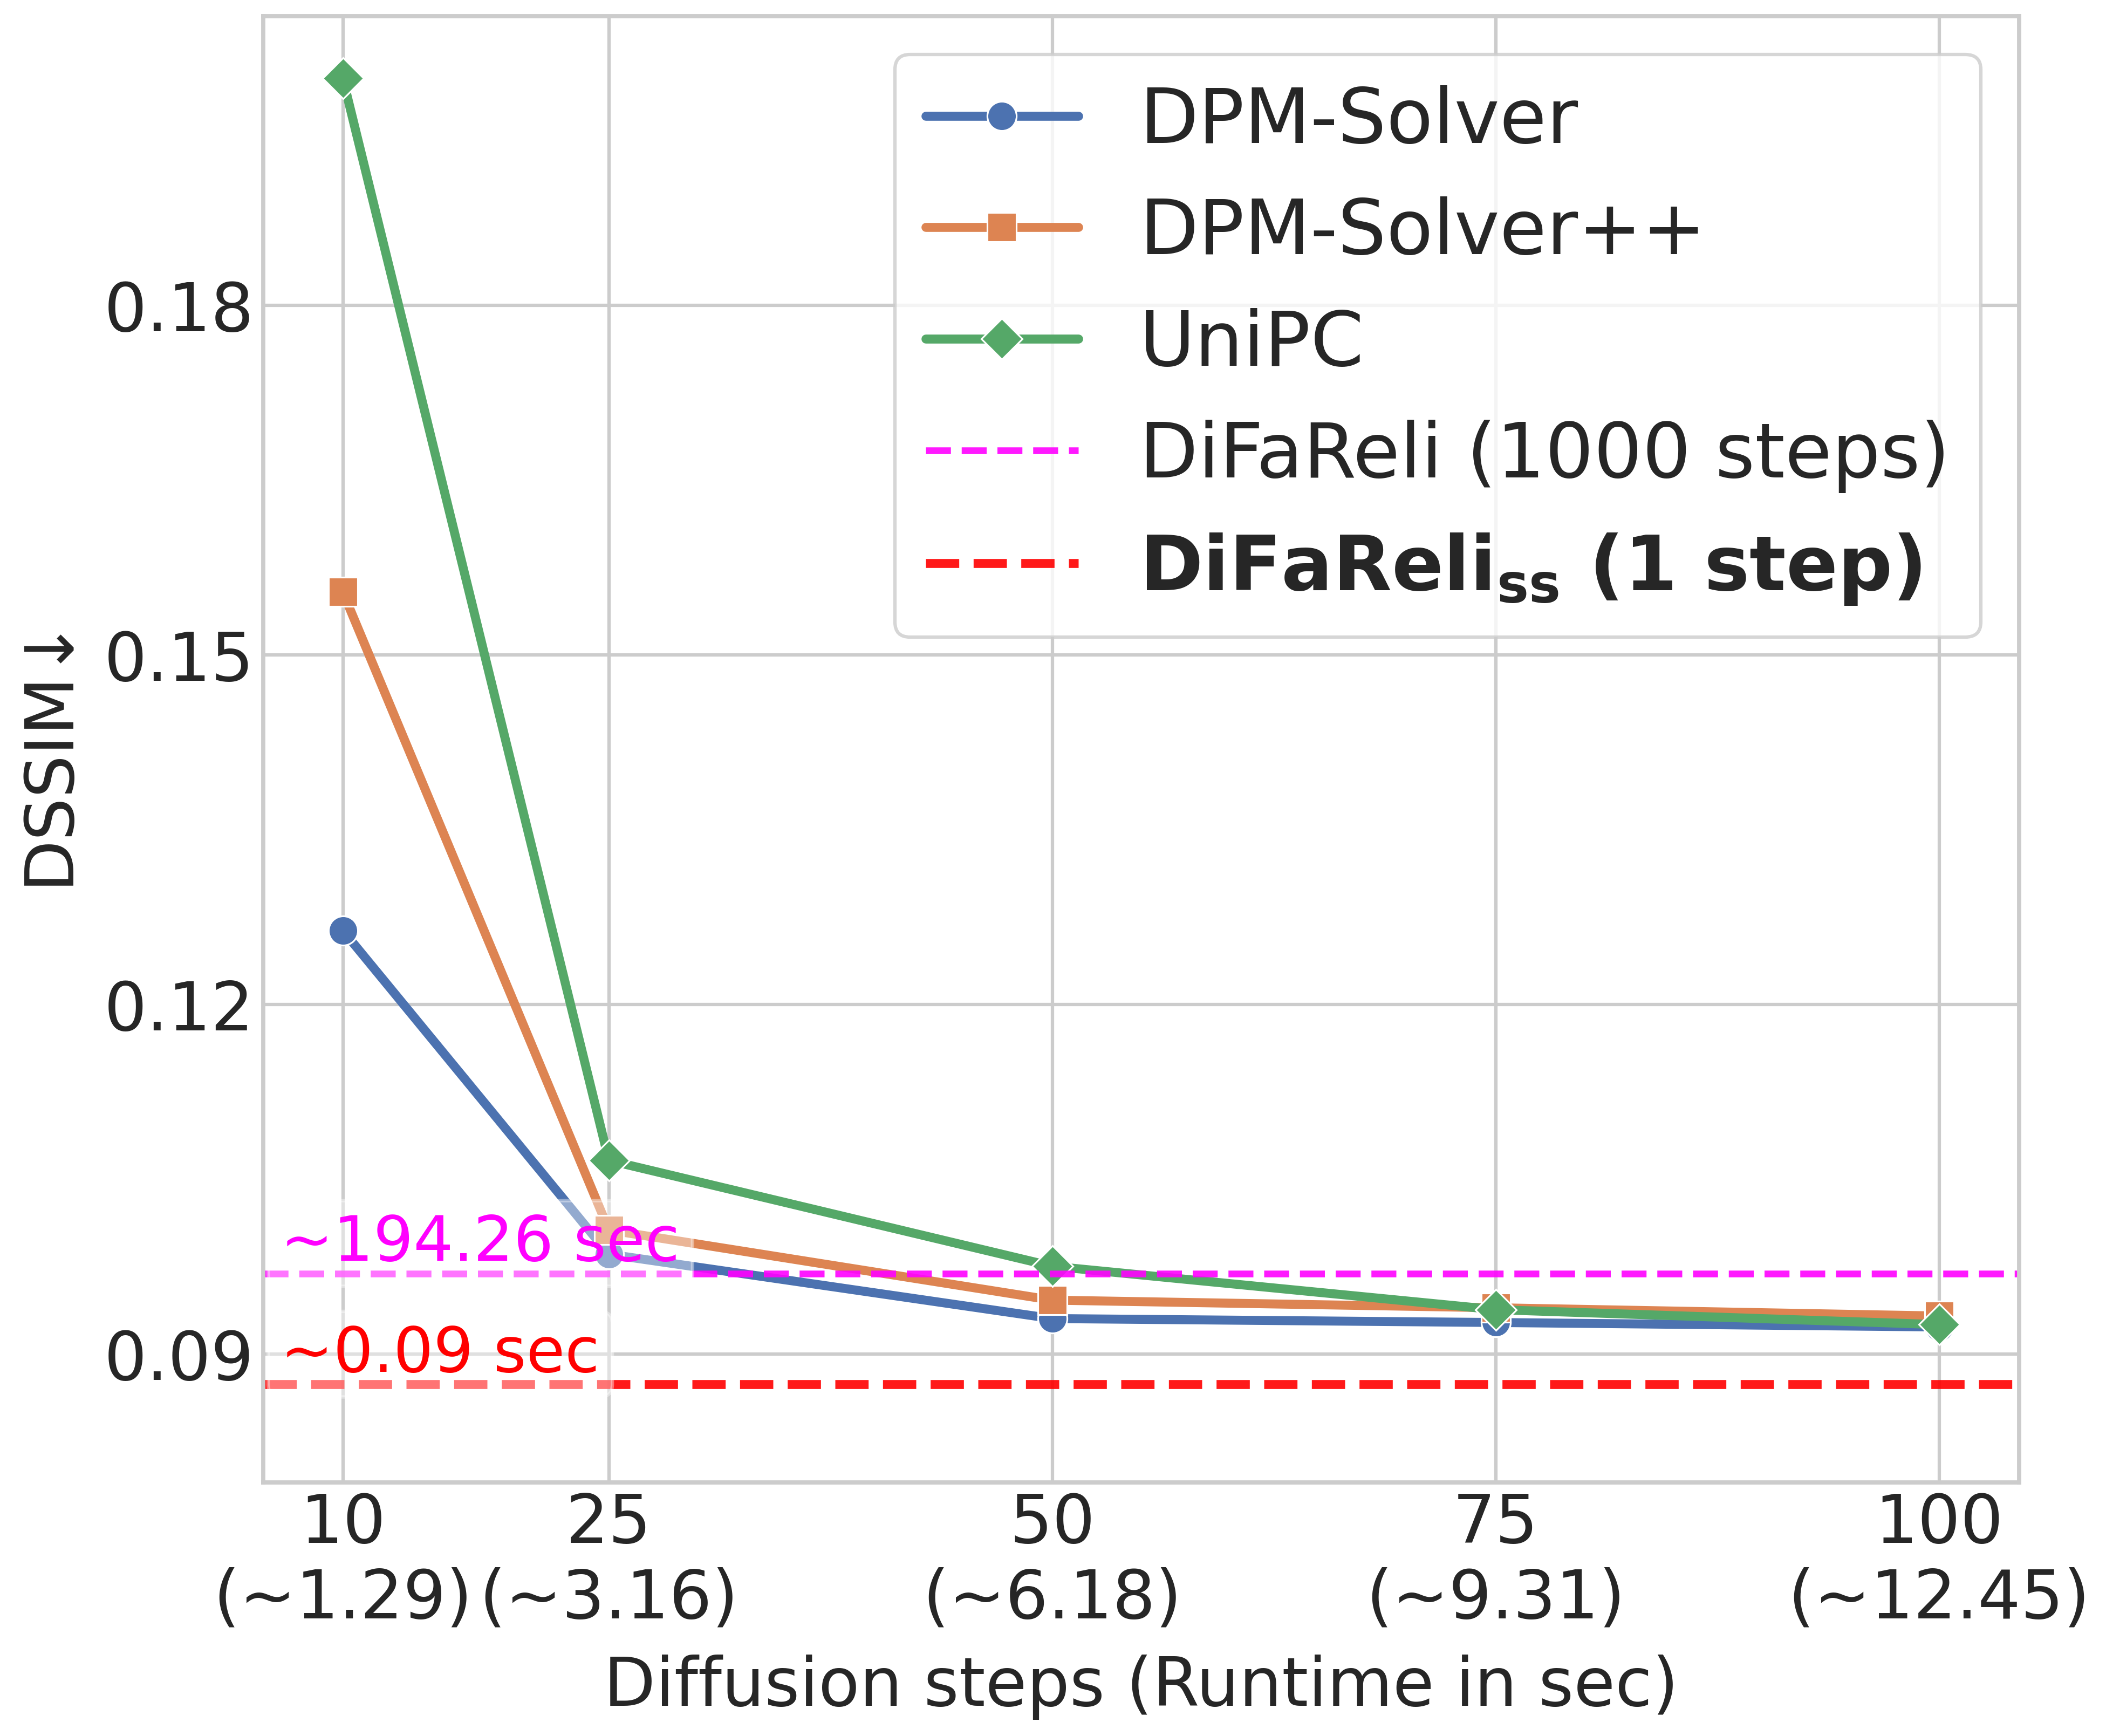 DPM-Solver
DPM-Solver++
UniPC
DiFaReli (1000 steps)
DiFaReli_ss (1 step)
DSSIM↓
0.18
0.15
0.12
0.09
~194.26 sec
~0.09 sec
10 25 50 75 100
(~1.29) (~3.16) (~6.18) (~9.31) (~12.45)
Diffusion steps (Runtime in sec)